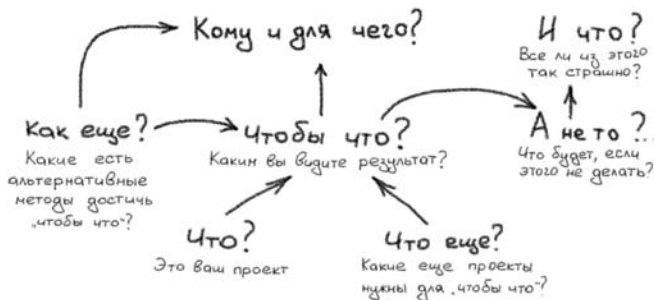 Кому и для чего?
И что?
Все ли из этого
так страшно?
Как еще?
Какие есть
альтернативные
методы достичь
„чтобы что“?
Чтобы что?
Каким вы видите результат?
А не то?..
Что будет, если
этого не делать?
Что?
Это ваш проект
Что еще?
Какие еще проекты
нужны для „чтобы что“?